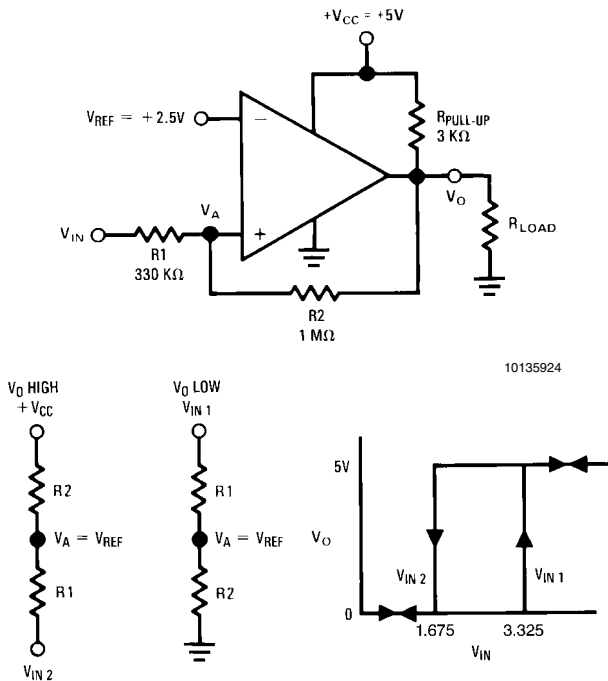 +VCC = +5V
VREF = +2.5V
−
RPULL-UP
3 KΩ
VA
VO
VIN
+
RLOAD
R1
330 KΩ
R2
1 MΩ
10135924
VO HIGH
+ VCC
R2
VA = VREF
R1
VIN 2
VO LOW
VIN 1
R1
VA = VREF
R2
5V
VO
VIN 2
VIN 1
0
1.675
3.325
VIN